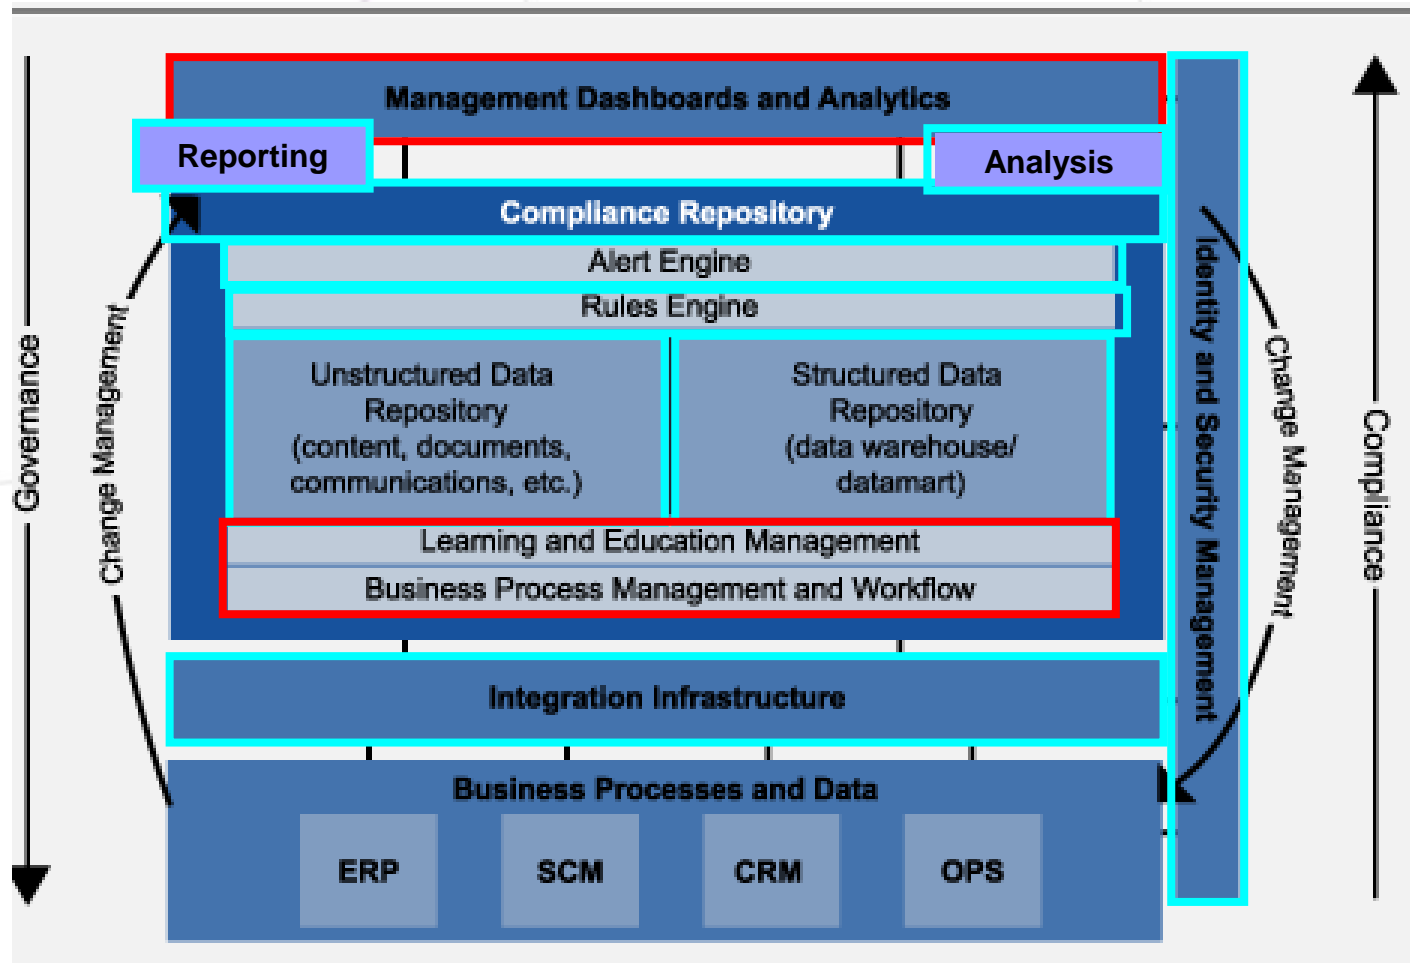 Management Dashboards and Analytics
Reporting
Analysis
Compliance Repository
Alert Engine
Rules Engine
Unstructured Data
Repository
(content, documents,
communications, etc.)
Structured Data
Repository
(data warehouse/
datamart)
Learning and Education Management
Business Process Management and Workflow
Integration Infrastructure
Business Processes and Data
ERP
SCM
CRM
OPS
Governance
Change Management
Identity and Security Management
Change Management
Compliance